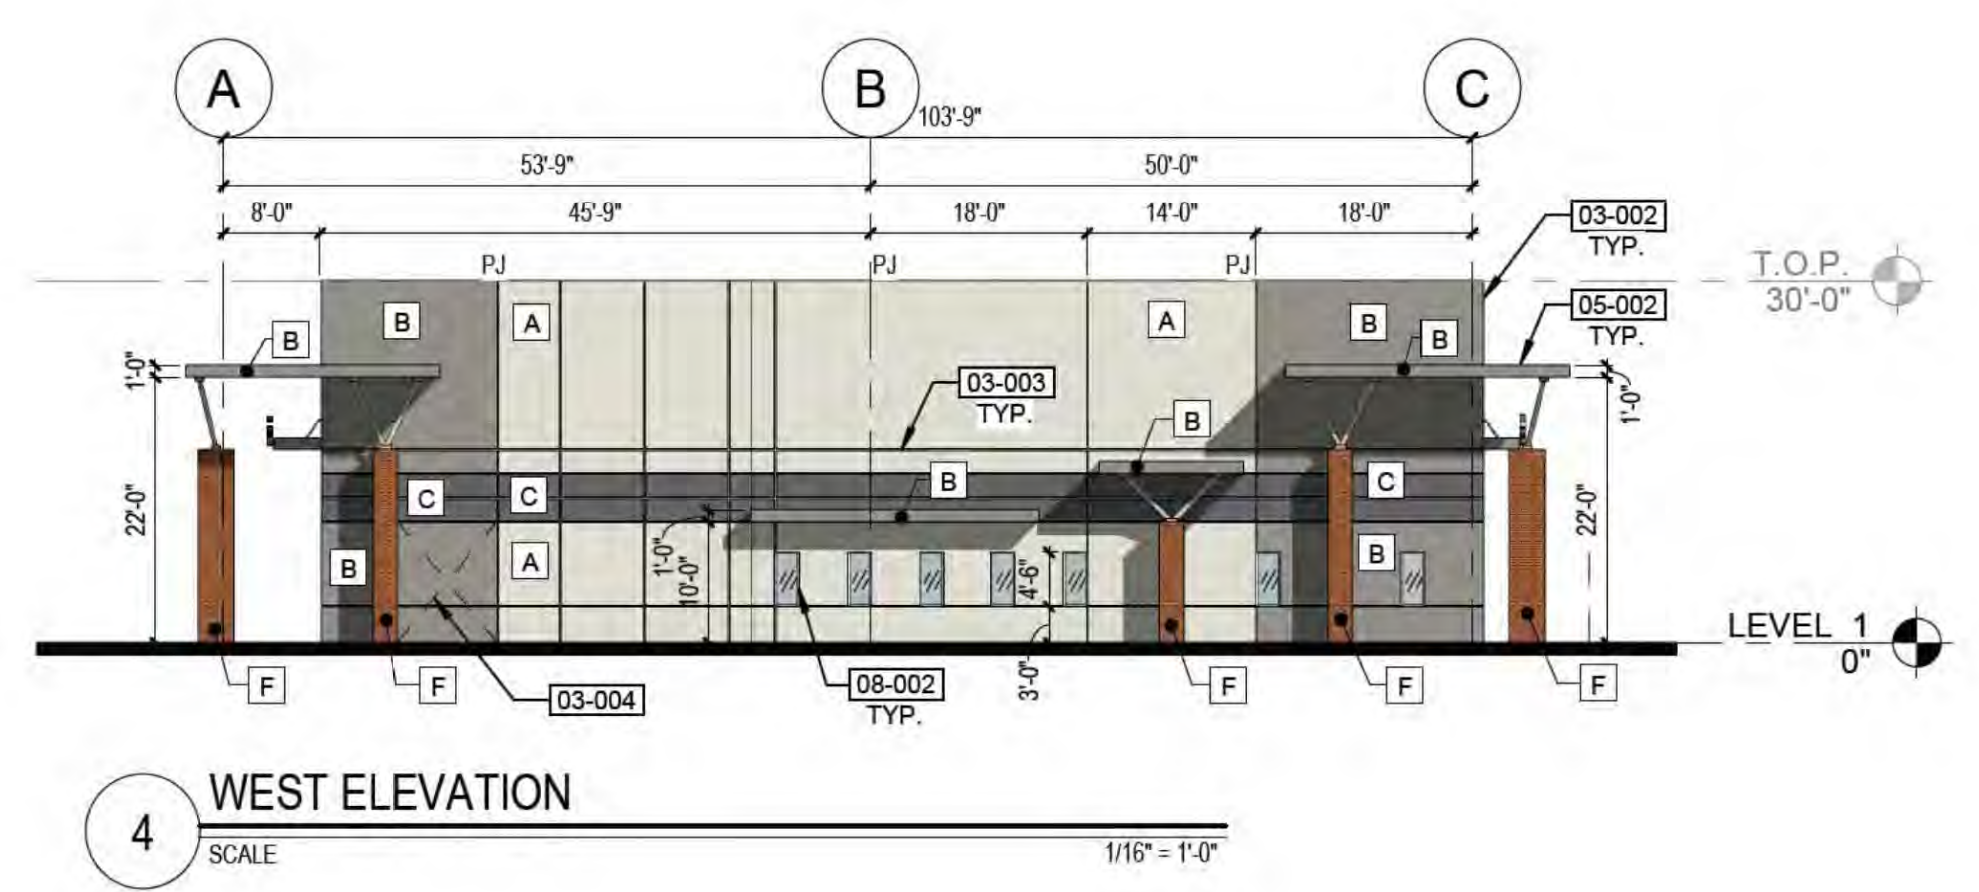 A
B
C
103'-9"
53'-9"
50'-0"
8'-0"
45'-9"
18'-0"
14'-0"
18'-0"
03-002
TYP.
PJ
PJ
PJ
T.O.P.
30'-0"
05-002
TYP.
B
B
A
A
B
B
1'-0"
03-003
TYP.
B
1'-0"
22'-0"
C
C
B
C
22'-0"
B
A
1'-0"
10'-0"
4'-6"
B
LEVEL 1
0"
F
F
03-004
08-002
TYP.
3'-0"
F
F
F
4
WEST ELEVATION
SCALE
1/16" = 1'-0"